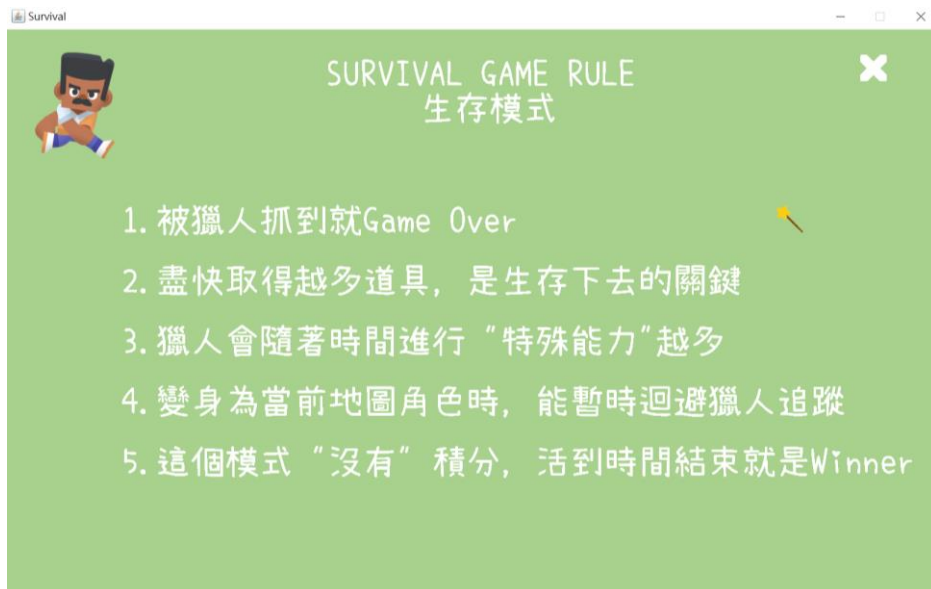 Survival
SURVIVAL GAME RULE
生存模式
1. 被獵人抓到就Game Over
2. 盡快取得越多道具, 是生存下去的關鍵
3. 獵人會隨著時間進行 "特殊能力"越多
4. 變身為當前地圖角色時, 能暫時迴避獵人追蹤
5. 這個模式 "沒有" 積分, 活到時間結束就是Winner